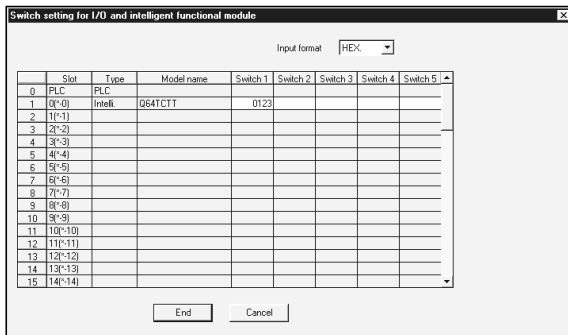 Switch setting for I/O and intelligent functional module
Input format HEX.
Slot Type Model name Switch 1 Switch 2 Switch 3 Switch 4 Switch 5
0 PLC PLC
1 0(*-0) Intelli. Q64TCTT 0123
2 1(*-1)
3 2(*-2)
4 3(*-3)
5 4(*-4)
6 5(*-5)
7 6(*-6)
8 7(*-7)
9 8(*-8)
10 9(*-9)
11 10(*-10)
12 11(*-11)
13 12(*-12)
14 13(*-13)
15 14(*-14)
End Cancel